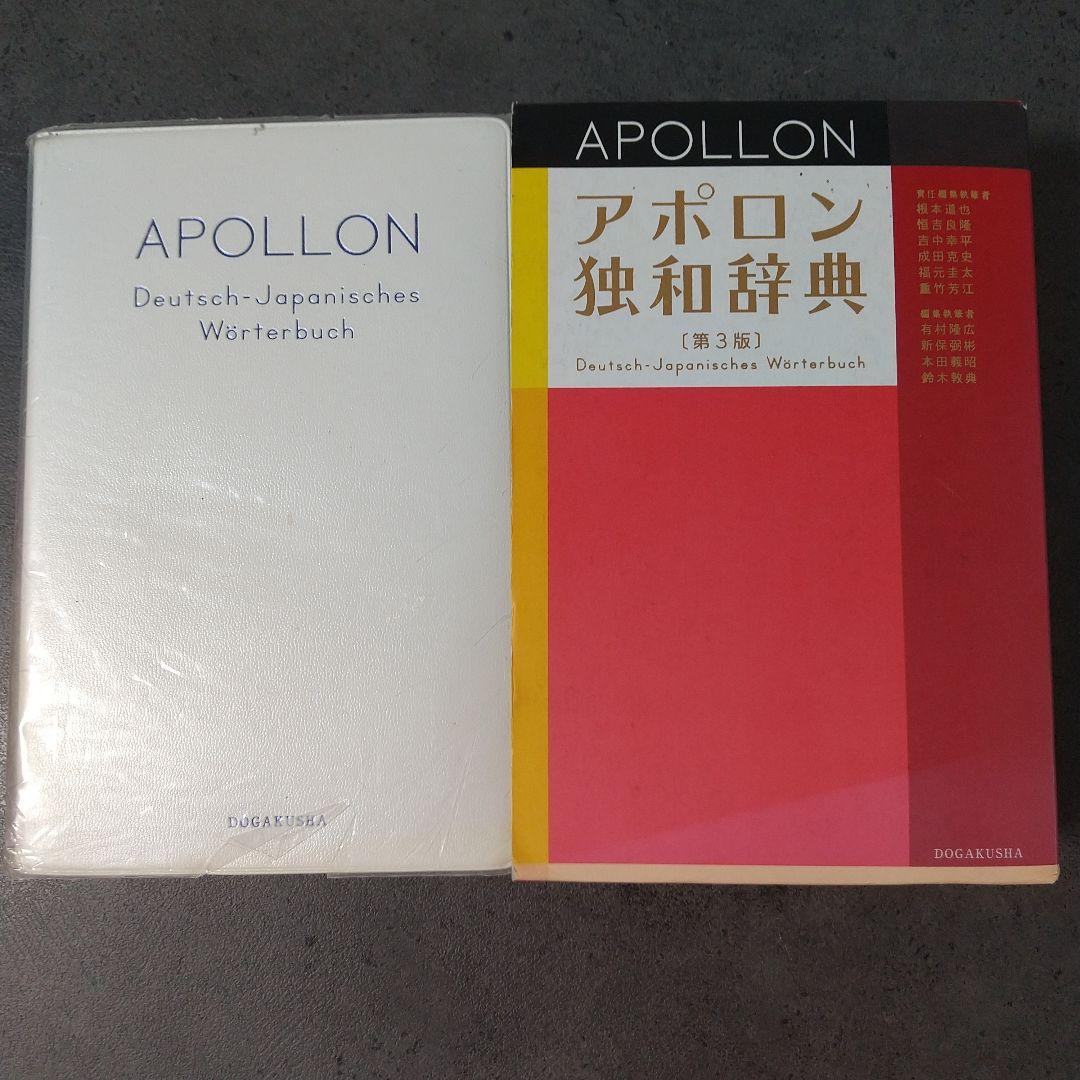 APOLLON
Deutsch-Japanisches
Wörterbuch
DOGAKUSHA
APOLLON
アポロン
独和辞典
〔第3版〕
Deutsch-Japanisches Wörterbuch
責任編集執筆者
根本道也
恒吉良隆
吉中幸平
成田克史
福元圭太
重竹芳江
編集執筆者
有村隆広
新保弼彬
本田義昭
鈴木敦典
DOGAKUSHA